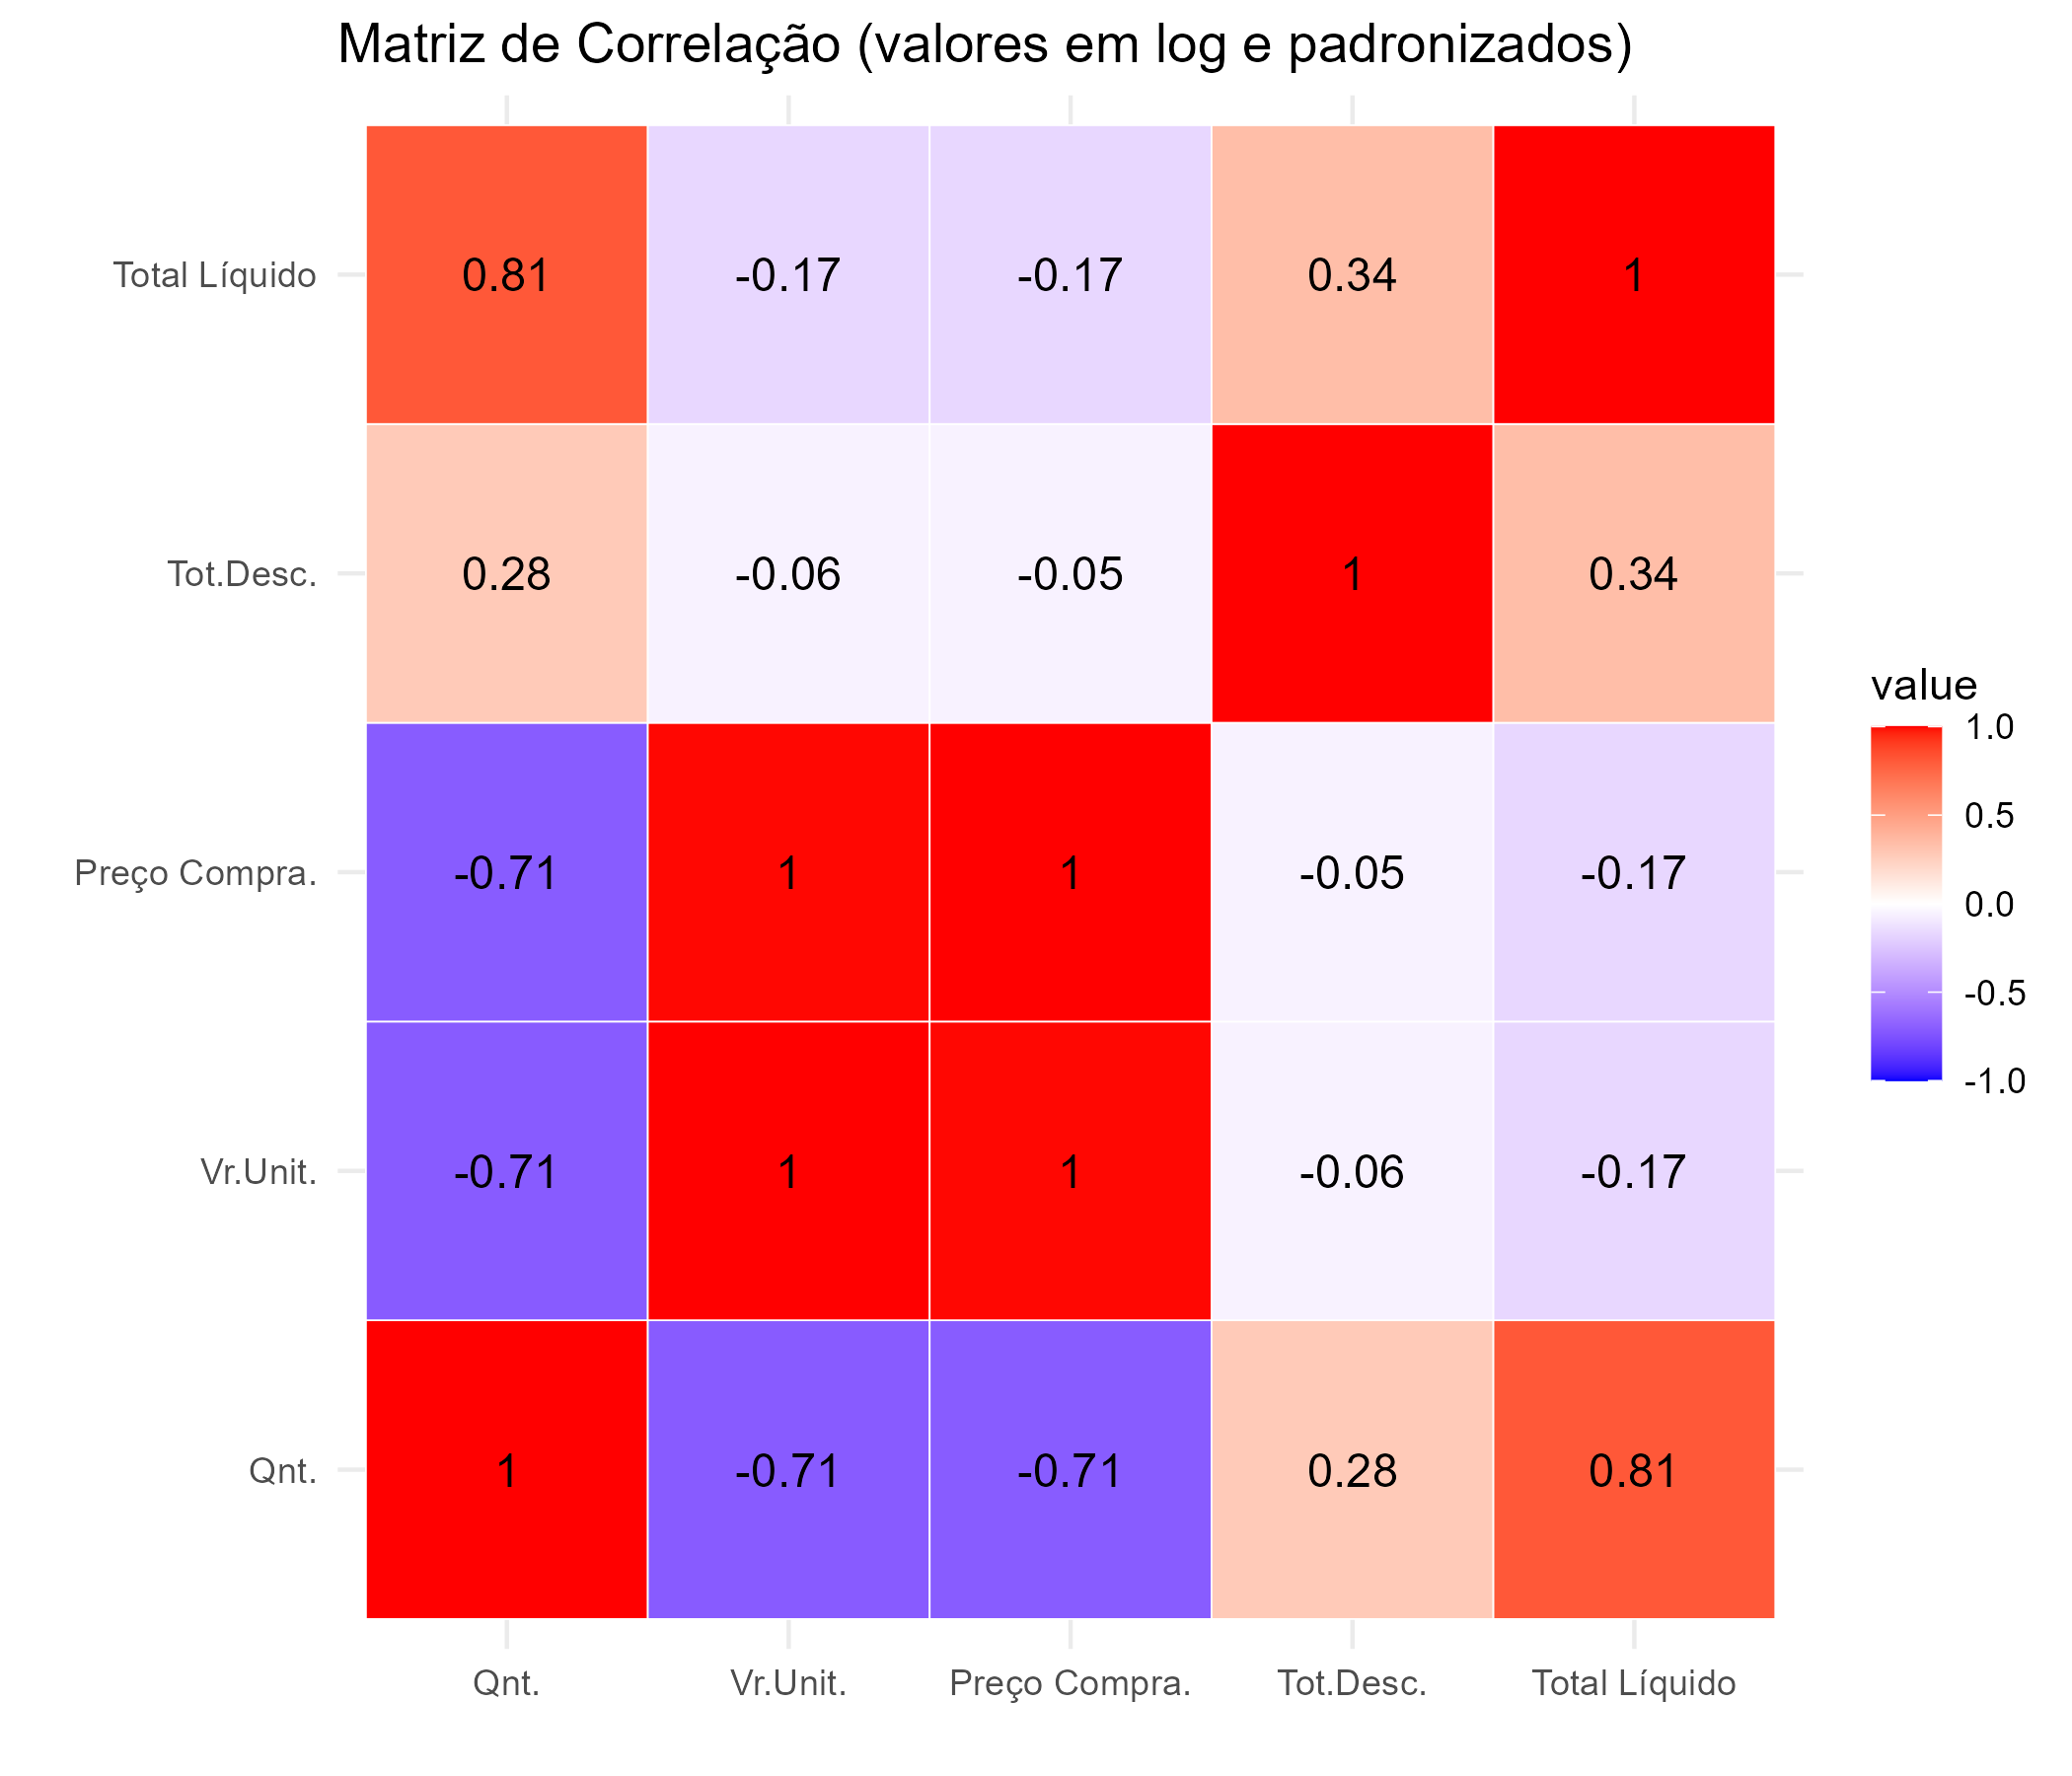 Matriz de Correlação (valores em log e padronizados)
Total Líquido 0.81 -0.17 -0.17 0.34 1
Tot.Desc. 0.28 -0.06 -0.05 1 0.34
Preço Compra. -0.71 1 1 -0.05 -0.17
Vr.Unit. -0.71 1 1 -0.06 -0.17
Qnt. 1 -0.71 -0.71 0.28 0.81
Qnt. Vr.Unit. Preço Compra. Tot.Desc. Total Líquido
value
1.0
0.5
0.0
-0.5
-1.0